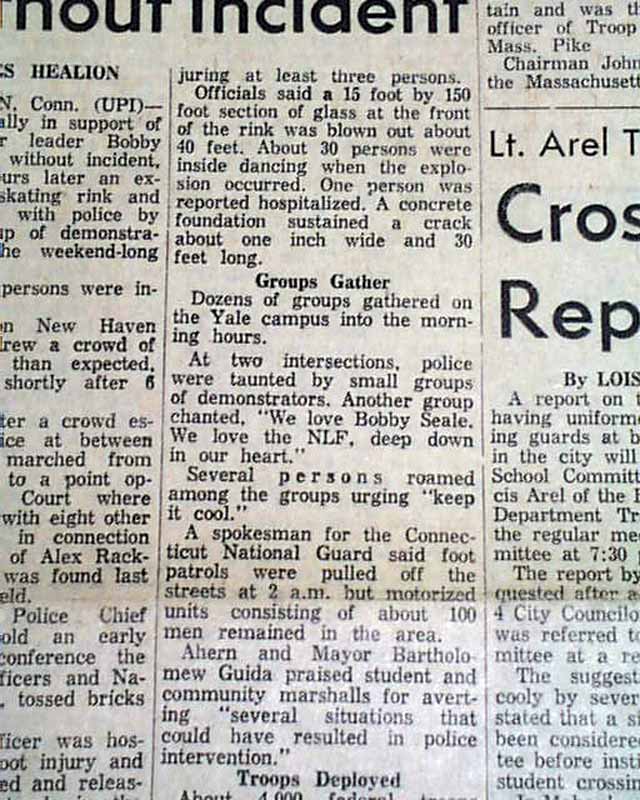 thout Incident
S HEALION
N. Conn. (UPI)—
ally in support of
r leader Bobby
without incident,
urs later an ex-
skating rink and
with police by
up of demonstra-
he weekend-long
persons were in-
n New Haven
rew a crowd of
than expected,
shortly after 6
ter a crowd es-
ice at between
marched from
to a point op-
Court where
with eight other
in connection
of Alex Rack-
was found last
eld.
Police Chief
old an early
conference the
ficers and Na-
tossed bricks
ficer was hos-
oot injury and
ed and releas-
juring at least three persons.
Officials said a 15 foot by 150
foot section of glass at the front
of the rink was blown out about
40 feet. About 30 persons were
inside dancing when the explo-
sion occurred. One person was
reported hospitalized. A concrete
foundation sustained a crack
about one inch wide and 30
feet long.
Groups Gather
Dozens of groups gathered on
the Yale campus into the morn-
ing hours.
At two intersections, police
were taunted by small groups
of demonstrators. Another group
chanted, "We love Bobby Seale.
We love the NLF, deep down
in our heart."
Several persons roamed
among the groups urging "keep
it cool."
A spokesman for the Connec-
ticut National Guard said foot
patrols were pulled off the
streets at 2 a.m. but motorized
units consisting of about 100
men remained in the area.
Ahern and Mayor Bartholo-
mew Guida praised student and
community marshalls for avert-
ing "several situations that
could have resulted in police
intervention."
Troops Deployed
About 4,000 federal troops
tain and was th
officer of Troop
Mass. Pike
Chairman John
the Massachusett
Lt. Arel T
Cros
Rep
By LOIS
A report on t
having uniforme
ing guards at b
in the city will
School Committ
cis Arel of the
Department Tr
the regular me
mittee at 7:30
The report by
quested after a
4 City Councilo
was referred to
mittee at a re
The suggest
cooly by seve
stated that a s
been considere
tee before insti
student crossi